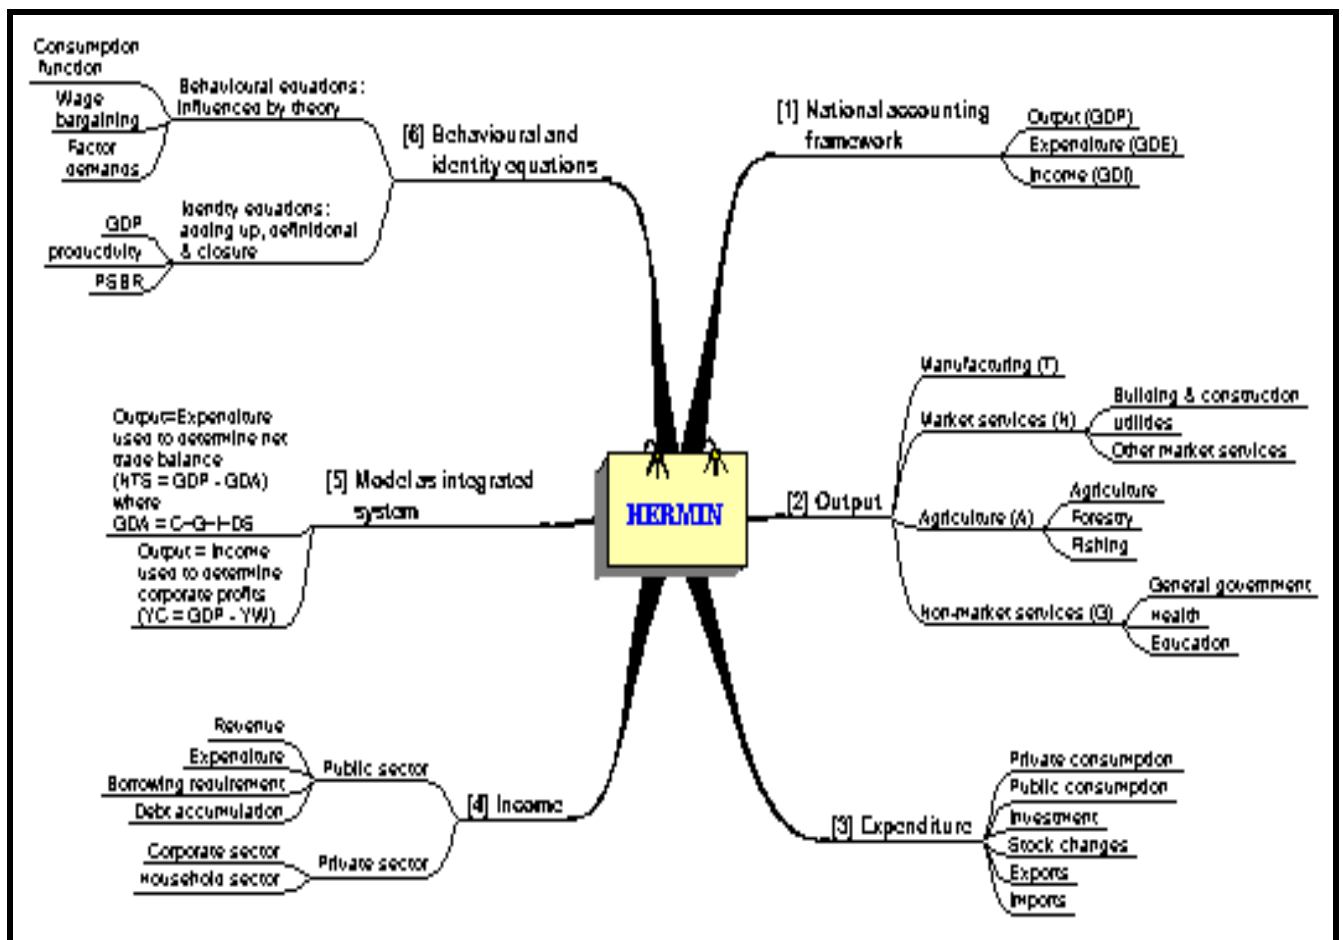 Consumption
function
Wage
bargaining
Factor
demands
Behavioural equations:
influenced by theory
[6] Behavioural and
identity equations
Identity equations:
adding up, definitional
& closure
GDP
productivity
PSBR
[1] National accounting
framework
Output (GDP)
Expenditure (GDE)
Income (GDI)
HERMIN
[2] Output
Manufacturing (T)
Market services (N)
Building & construction
utilities
Other market services
Agriculture (A)
Agriculture
Forestry
Fishing
Non-market services (G)
General government
Health
Education
[5] Model as integrated
system
Output=Expenditure
used to determine net
trade balance
(NTS = GDP - GDA)
where
GDA = C+G+I+DS
Output = Income
used to determine
corporate profits
(YC = GDP - YW)
[4] Income
Public sector
Revenue
Expenditure
Borrowing requirement
Debt accumulation
Private sector
Corporate sector
Household sector
[3] Expenditure
Private consumption
Public consumption
Investment
Stock changes
Exports
Imports